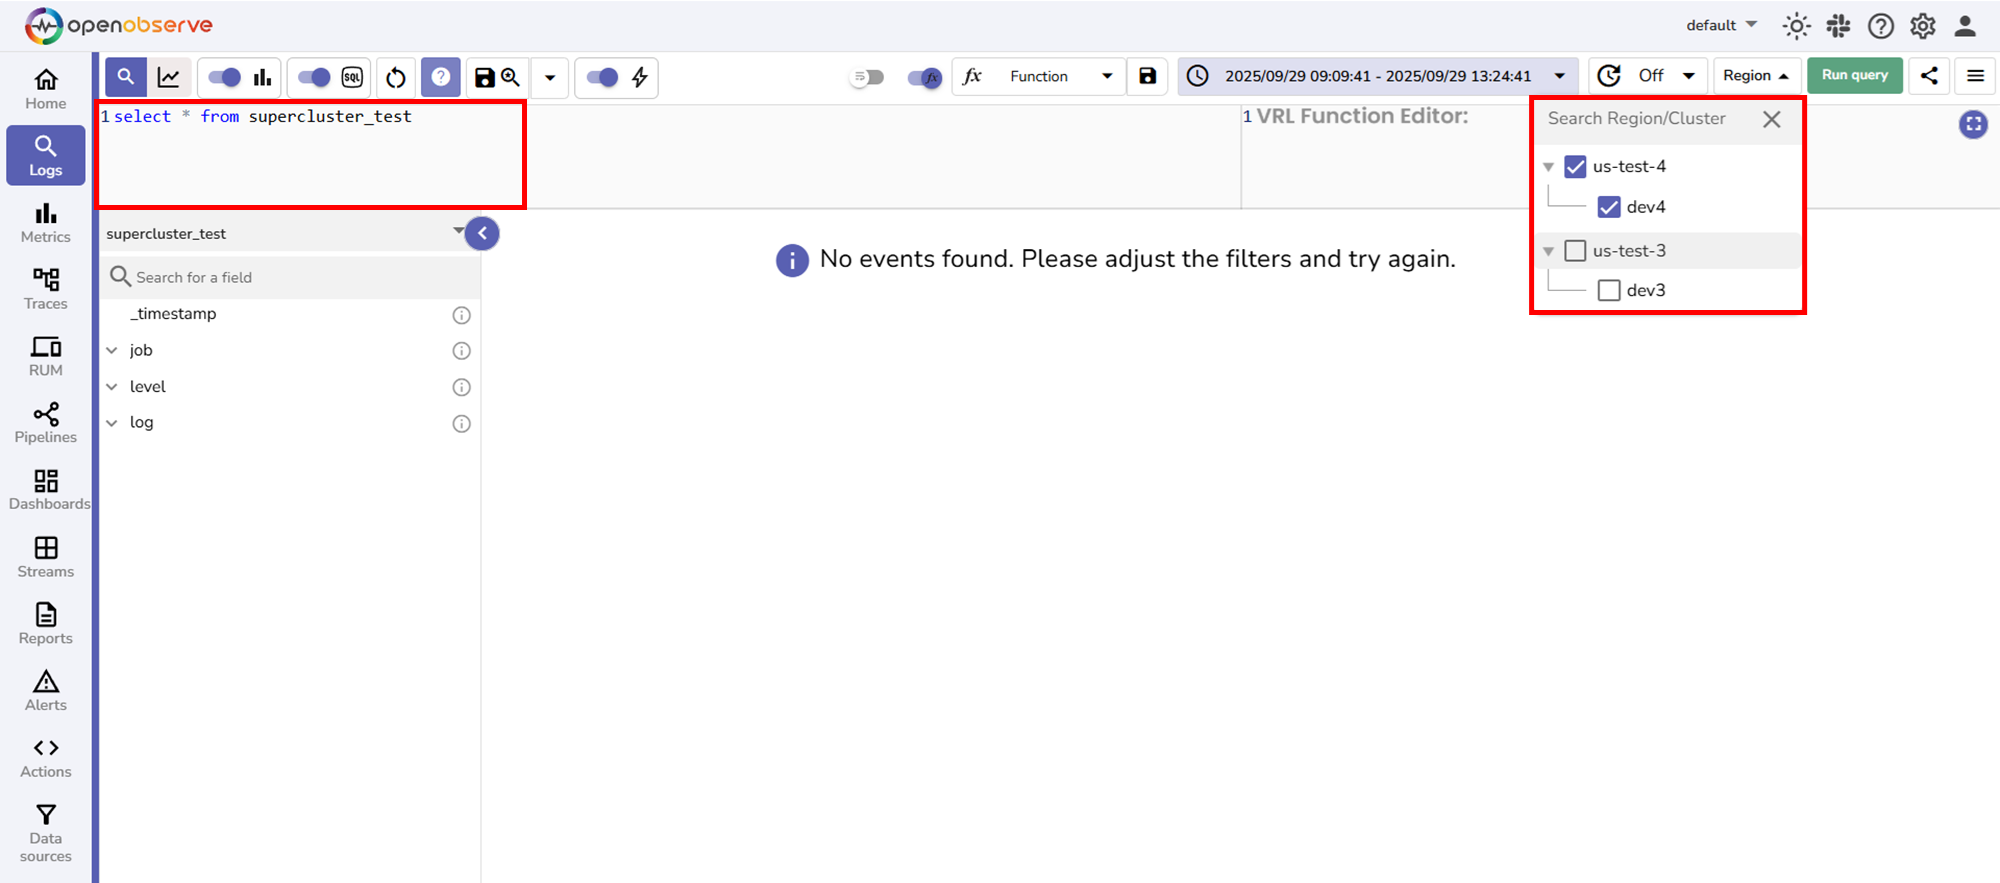 openobserve
default
Function
2025/09/29 09:09:41 - 2025/09/29 13:24:41
Off
Region
Run query
SQL
fx
fx
Home
Logs
Metrics
Traces
RUM
Pipelines
Dashboards
Streams
Reports
Alerts
Actions
Data
sources
1 select * from supercluster_test
1 VRL Function Editor:
Search Region/Cluster
us-test-4
dev4
us-test-3
dev3
supercluster_test
Search for a field
_timestamp
job
level
log
No events found. Please adjust the filters and try again.